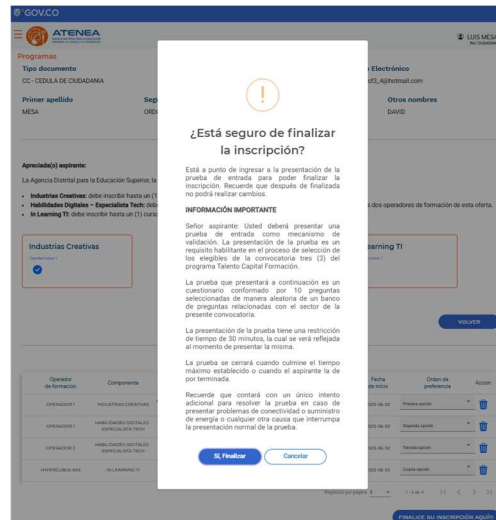 GOV.CO
ATENEA
LUIS MESA
Programas
Tipo documento
CC - CEDULA DE CIUDADANIA
Electrónico
Primer apellido
MESA
Otros nombres
DAVID
Apreciada(o) aspirante:
La Agencia Distrital para la Educación Superior, la
Industrias Creativas: debe inscribir hasta un (1)
Habilidades Digitales – Especialista Tech:
s dos operadores de formación de esta oferta.
In Learning TI: debe inscribir hasta un (1)
¿Está seguro de finalizar
la inscripción?
Está a punto de ingresar a la presentación de la
prueba de entrada para poder finalizar la
inscripción. Recuerde que después de finalizada
no podrá realizar cambios.
INFORMACIÓN IMPORTANTE
Señor aspirante: Usted deberá presentar una
prueba de entrada como mecanismo de
validación. La presentación de la prueba es un
requisito habilitante en el proceso de selección de
los elegibles de la convocatoria tres (3) del
programa Talento Capital Formación.
La prueba que presentará a continuación es un
cuestionario conformado por 10 preguntas
seleccionadas de manera aleatoria de un banco
de preguntas relacionadas con el sector de la
presente convocatoria.
La presentación de la prueba tiene una restricción
de tiempo de 30 minutos, la cual se verá reflejada
al momento de presentar la misma.
La prueba se cerrará cuando culmine el tiempo
máximo establecido o cuando el aspirante la de
por terminada.
Recuerde que contará con un único intento
adicional para resolver la prueba en caso de
presentar problemas de conectividad o suministro
de energía o cualquier otra causa que interrumpa
la presentación normal de la prueba.
Sí, Finalizar
Cancelar
Industrias Creativas
earning TI
VOLVER
Operador
de formación
Componente
Fecha
de inicio
Orden de
preferencia
Accion
OPERADOR 1
INDUSTRIAS CREATIVAS
Primera opción
OPERADOR 1
HABILIDADES DIGITALES
ESPECIALISTA TECH
Segunda opción
OPERADOR 2
HABILIDADES DIGITALES
ESPECIALISTA TECH
Tercera opción
HYPERCUBUS SAS
IN LEARNING TI
Cuarta opción
Registros por página
1 - 4 de 4
FINALICE SU INSCRIPCIÓN AQUÍ